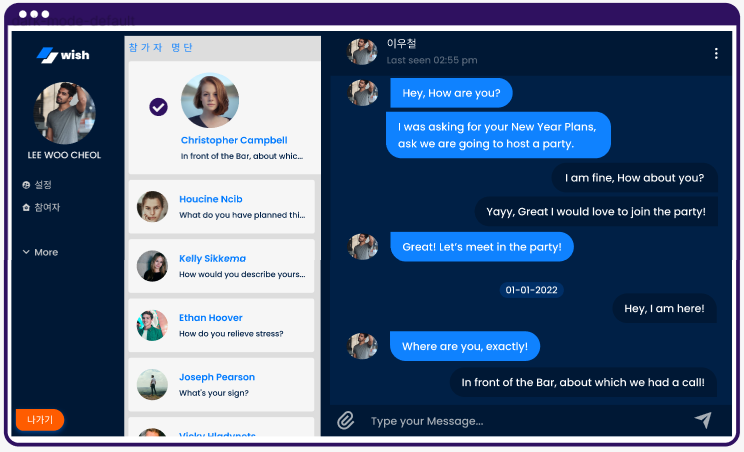 wish
LEE WOO CHEOL
설정
참여자
More
나가기
참가자 명단
Christopher Campbell
In front of the Bar, about whic...
Houcine Ncib
What do you have planned thi...
Kelly Sikkema
How would you describe yours...
Ethan Hoover
How do you relieve stress?
Joseph Pearson
What's your sign?
Vicky Hladynets
이우철
Last seen 02:55 pm
Hey, How are you?
I was asking for your New Year Plans,
ask we are going to host a party.
I am fine, How about you?
Yayy, Great I would love to join the party!
Great! Let's meet in the party!
01-01-2022
Hey, I am here!
Where are you, exactly!
In front of the Bar, about which we had a call!
Type your Message...